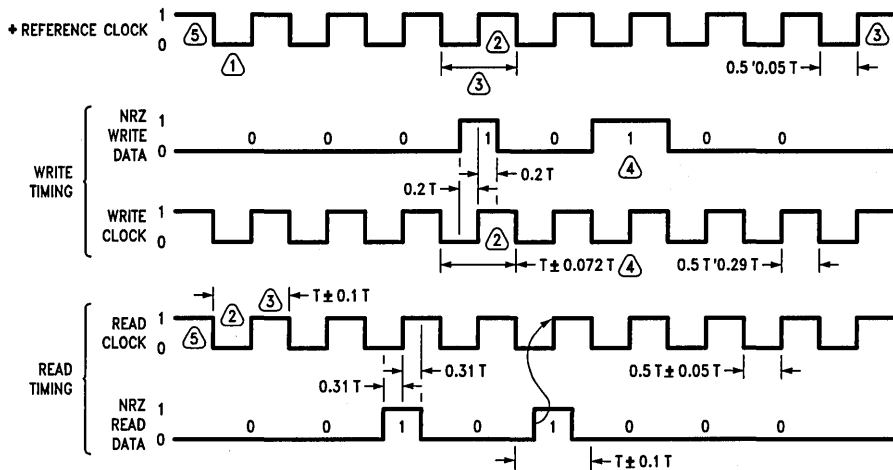 + REFERENCE CLOCK
1
0
5
1
2
3
0.5 '0.05 T
3
WRITE TIMING
NRZ WRITE DATA
1
0
0 0 0 1 0 1 0 0
4
0.2 T
0.2 T
WRITE CLOCK
1
0
2
T ± 0.072 T
4
0.5 T'0.29 T
READ TIMING
T ± 0.1 T
READ CLOCK
1
0
5
2
3
0.31 T
0.31 T
0.5 T ± 0.05 T
NRZ READ DATA
1
0
0 0 1 0 1 0 0 0
T ± 0.1 T